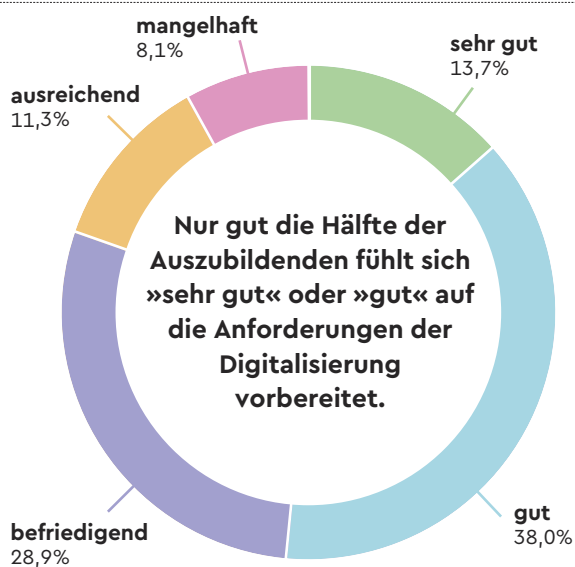 mangelhaft
8,1%
sehr gut
13,7%
ausreichend
11,3%
Nur gut die Hälfte der
Auszubildenden fühlt sich
»sehr gut« oder »gut« auf
die Anforderungen der
Digitalisierung
vorbereitet.
gut
38,0%
befriedigend
28,9%